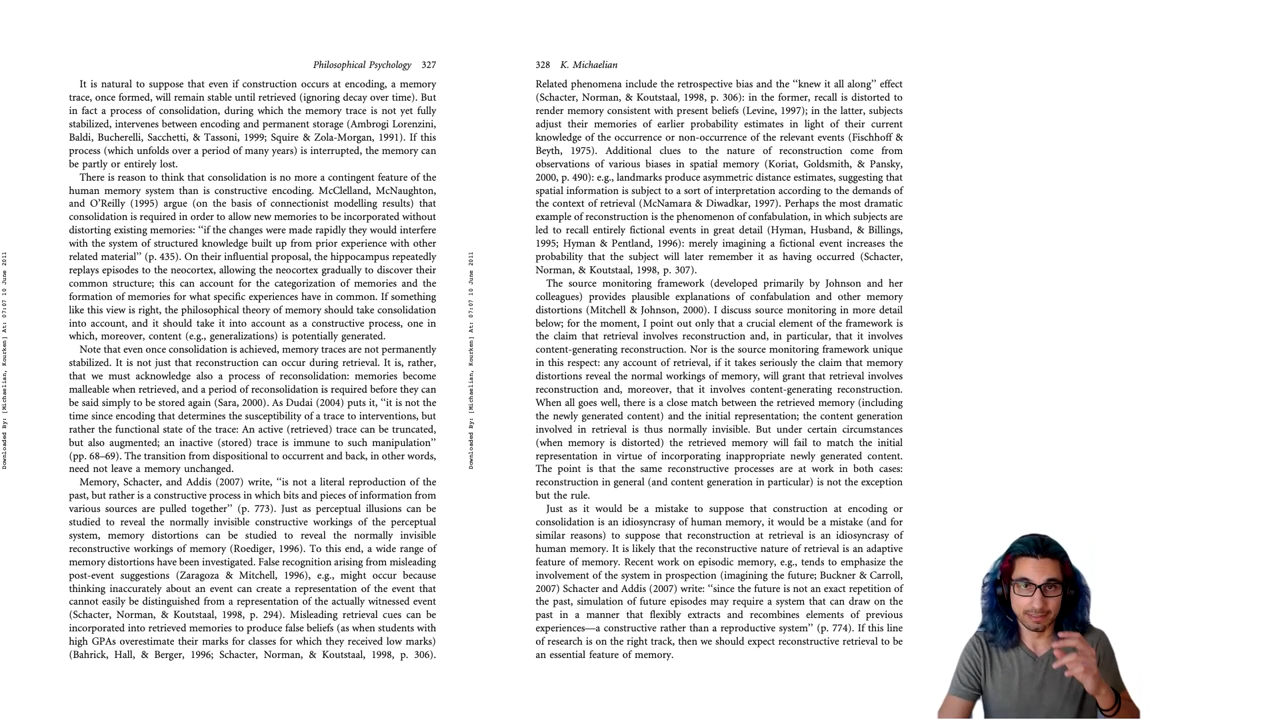 Philosophical Psychology 327
It is natural to suppose that even if construction occurs at encoding, a memory
trace, once formed, will remain stable until retrieved (ignoring decay over time). But
in fact a process of consolidation, during which the memory trace is not yet fully
stabilized, intervenes between encoding and permanent storage (Ambrogi Lorenzini,
Baldi, Bucherelli, Sacchetti, & Tassoni, 1999; Squire & Zola-Morgan, 1991). If this
process (which unfolds over a period of many years) is interrupted, the memory can
be partly or entirely lost.
There is reason to think that consolidation is no more a contingent feature of the
human memory system than is constructive encoding. McClelland, McNaughton,
and O'Reilly (1995) argue (on the basis of connectionist modelling results) that
consolidation is required in order to allow new memories to be incorporated without
distorting existing memories: "if the changes were made rapidly they would interfere
with the system of structured knowledge built up from prior experience with other
related material" (p. 435). On their influential proposal, the hippocampus repeatedly
replays episodes to the neocortex, allowing the neocortex gradually to discover their
common structure; this can account for the categorization of memories and the
formation of memories for what specific experiences have in common. If something
like this view is right, the philosophical theory of memory should take consolidation
into account, and it should take it into account as a constructive process, one in
which, moreover, content (e.g., generalizations) is potentially generated.
Note that even once consolidation is achieved, memory traces are not permanently
stabilized. It is not just that reconstruction can occur during retrieval. It is, rather,
that we must acknowledge also a process of reconsolidation: memories become
malleable when retrieved, and a period of reconsolidation is required before they can
be said simply to be stored again (Sara, 2000). As Dudai (2004) puts it, "it is not the
time since encoding that determines the susceptibility of a trace to interventions, but
rather the functional state of the trace: An active (retrieved) trace can be truncated,
but also augmented; an inactive (stored) trace is immune to such manipulation"
(pp. 68–69). The transition from dispositional to occurrent and back, in other words,
need not leave a memory unchanged.
Memory, Schacter, and Addis (2007) write, "is not a literal reproduction of the
past, but rather is a constructive process in which bits and pieces of information from
various sources are pulled together" (p. 773). Just as perceptual illusions can be
studied to reveal the normally invisible constructive workings of the perceptual
system, memory distortions can be studied to reveal the normally invisible
reconstructive workings of memory (Roediger, 1996). To this end, a wide range of
memory distortions have been investigated. False recognition arising from misleading
post-event suggestions (Zaragoza & Mitchell, 1996), e.g., might occur because
thinking inaccurately about an event can create a representation of the event that
cannot easily be distinguished from a representation of the actually witnessed event
(Schacter, Norman, & Koutstaal, 1998, p. 294). Misleading retrieval cues can be
incorporated into retrieved memories to produce false beliefs (as when students with
high GPAs overestimate their marks for classes for which they received low marks)
(Bahrick, Hall, & Berger, 1996; Schacter, Norman, & Koutstaal, 1998, p. 306).
Downloaded By: [Michaelian, Kourken] At: 07:07 10 June 2011
328 K. Michaelian
Related phenomena include the retrospective bias and the "knew it all along" effect
(Schacter, Norman, & Koutstaal, 1998, p. 306): in the former, recall is distorted to
render memory consistent with present beliefs (Levine, 1997); in the latter, subjects
adjust their memories of earlier probability estimates in light of their current
knowledge of the occurrence or non-occurrence of the relevant events (Fischhoff &
Beyth, 1975). Additional clues to the nature of reconstruction come from
observations of various biases in spatial memory (Koriat, Goldsmith, & Pansky,
2000, p. 490): e.g., landmarks produce asymmetric distance estimates, suggesting that
spatial information is subject to a sort of interpretation according to the demands of
the context of retrieval (McNamara & Diwadkar, 1997). Perhaps the most dramatic
example of reconstruction is the phenomenon of confabulation, in which subjects are
led to recall entirely fictional events in great detail (Hyman, Husband, & Billings,
1995; Hyman & Pentland, 1996): merely imagining a fictional event increases the
probability that the subject will later remember it as having occurred (Schacter,
Norman, & Koutstaal, 1998, p. 307).
The source monitoring framework (developed primarily by Johnson and her
colleagues) provides plausible explanations of confabulation and other memory
distortions (Mitchell & Johnson, 2000). I discuss source monitoring in more detail
below; for the moment, I point out only that a crucial element of the framework is
the claim that retrieval involves reconstruction and, in particular, that it involves
content-generating reconstruction. Nor is the source monitoring framework unique
in this respect: any account of retrieval, if it takes seriously the claim that memory
distortions reveal the normal workings of memory, will grant that retrieval involves
reconstruction and, moreover, that it involves content-generating reconstruction.
When all goes well, there is a close match between the retrieved memory (including
the newly generated content) and the initial representation; the content generation
involved in retrieval is thus normally invisible. But under certain circumstances
(when memory is distorted) the retrieved memory will fail to match the initial
representation in virtue of incorporating inappropriate newly generated content.
The point is that the same reconstructive processes are at work in both cases:
reconstruction in general (and content generation in particular) is not the exception
but the rule.
Just as it would be a mistake to suppose that construction at encoding or
consolidation is an idiosyncrasy of human memory, it would be a mistake (and for
similar reasons) to suppose that reconstruction at retrieval is an idiosyncrasy of
human memory. It is likely that the reconstructive nature of retrieval is an adaptive
feature of memory. Recent work on episodic memory, e.g., tends to emphasize the
involvement of the system in prospection (imagining the future; Buckner & Carroll,
2007) Schacter and Addis (2007) write: "since the future is not an exact repetition of
the past, simulation of future episodes may require a system that can draw on the
past in a manner that flexibly extracts and recombines elements of previous
experiences—a constructive rather than a reproductive system" (p. 774). If this line
of research is on the right track, then we should expect reconstructive retrieval to be
an essential feature of memory.
Downloaded By: [Michaelian, Kourken] At: 07:07 10 June 2011